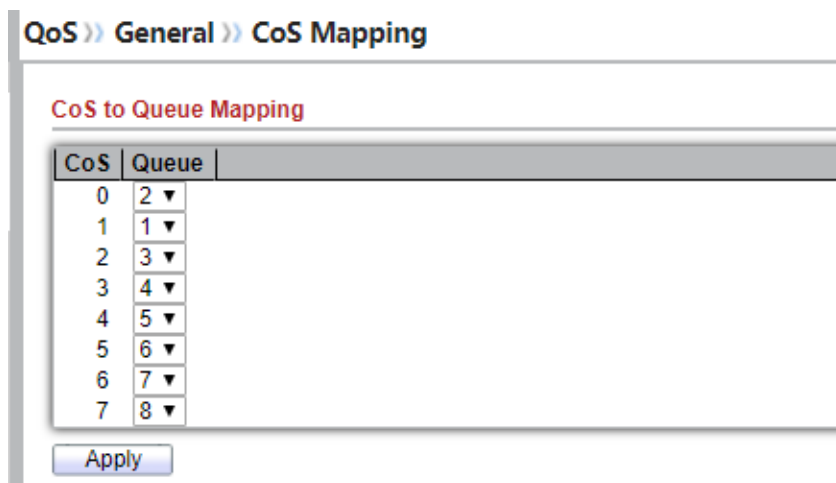 QoS » General » CoS Mapping
CoS to Queue Mapping
CoS Queue
0 2
1 1
2 3
3 4
4 5
5 6
6 7
7 8
Apply